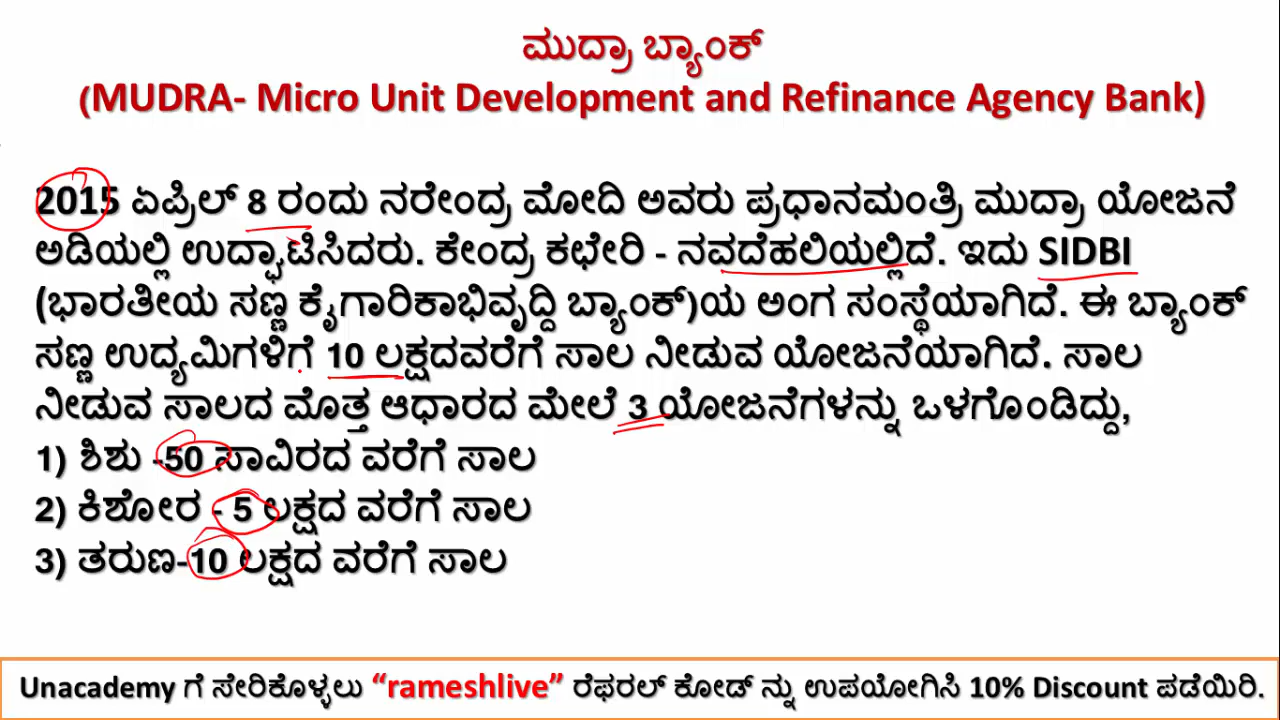 ಮುದ್ರಾ ಬ್ಯಾಂಕ್
(MUDRA- Micro Unit Development and Refinance Agency Bank)
2015 ಏಪ್ರಿಲ್ 8 ರಂದು ನರೇಂದ್ರ ಮೋದಿ ಅವರು ಪ್ರಧಾನಮಂತ್ರಿ ಮುದ್ರಾ ಯೋಜನೆ
ಅಡಿಯಲ್ಲಿ ಉದ್ಘಾಟಿಸಿದರು. ಕೇಂದ್ರ ಕಛೇರಿ - ನವದೆಹಲಿಯಲ್ಲಿದೆ. ಇದು SIDBI
(ಭಾರತೀಯ ಸಣ್ಣ ಕೈಗಾರಿಕಾಭಿವೃದ್ದಿ ಬ್ಯಾಂಕ್)ಯ ಅಂಗ ಸಂಸ್ಥೆಯಾಗಿದೆ. ಈ ಬ್ಯಾಂಕ್
ಸಣ್ಣ ಉದ್ಯಮಿಗಳಿಗೆ 10 ಲಕ್ಷದವರೆಗೆ ಸಾಲ ನೀಡುವ ಯೋಜನೆಯಾಗಿದೆ. ಸಾಲ
ನೀಡುವ ಸಾಲದ ಮೊತ್ತ ಆಧಾರದ ಮೇಲೆ 3 ಯೋಜನೆಗಳನ್ನು ಒಳಗೊಂಡಿದ್ದು,
1) ಶಿಶು -50 ಸಾವಿರದ ವರೆಗೆ ಸಾಲ
2) ಕಿಶೋರ - 5 ಲಕ್ಷದ ವರೆಗೆ ಸಾಲ
3) ತರುಣ-10 ಲಕ್ಷದ ವರೆಗೆ ಸಾಲ
Unacademy ಗೆ ಸೇರಿಕೊಳ್ಳಲು “rameshlive” ರೆಫರಲ್ ಕೋಡ್ ನ್ನು ಉಪಯೋಗಿಸಿ 10% Discount ಪಡೆಯಿರಿ.